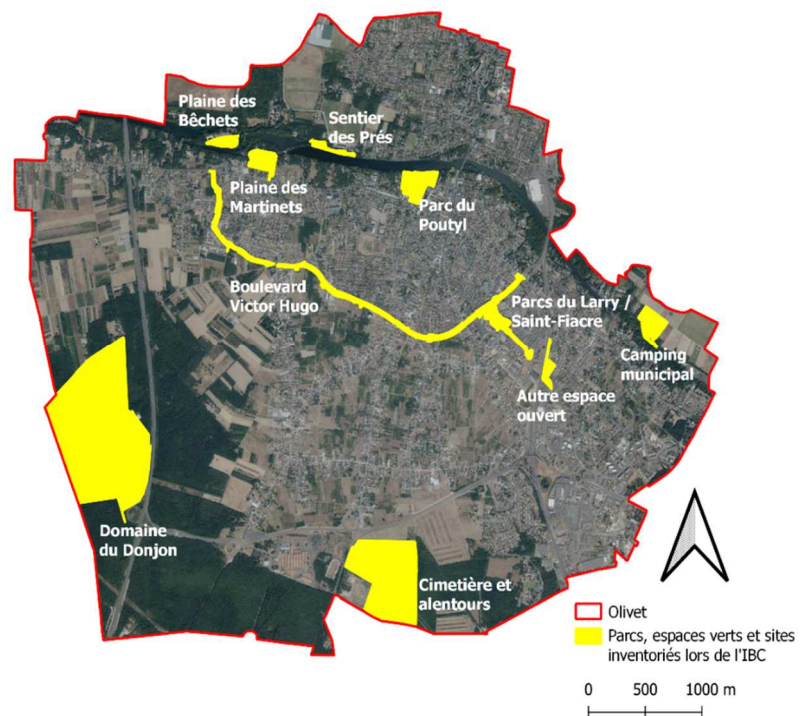 Plaine des
Bêchets
Sentier
des Prés
Plaine des
Martinets
Parc du
Poutyl
Boulevard
Victor Hugo
Parcs du Larry /
Saint-Fiacre
Camping
municipal
Autre espace
ouvert
Domaine
du Donjon
Cimetière et
alentours
Olivet
Parcs, espaces verts et sites
inventoriés lors de l'IBC
0 500 1000 m